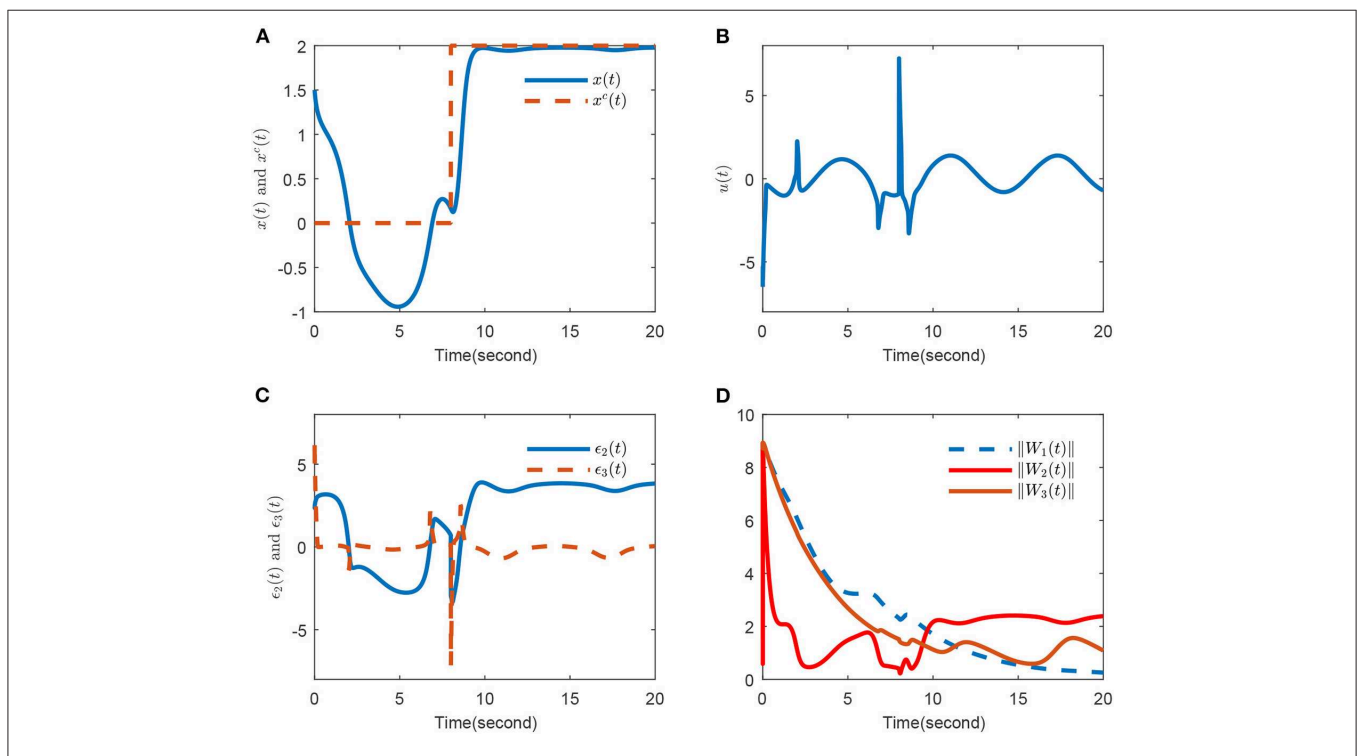 A
2
1.5
1
0.5
0
-0.5
-1
x(t) and x^c(t)
x(t)
x^c(t)
0 5 10 15 20
Time(second)
B
5
0
-5
u(t)
0 5 10 15 20
Time(second)
C
5
0
-5
ϵ₂(t) and ϵ₃(t)
ϵ₂(t)
ϵ₃(t)
0 5 10 15 20
Time(second)
D
10
8
6
4
2
0
‖W₁(t)‖
‖W₂(t)‖
‖W₃(t)‖
0 5 10 15 20
Time(second)